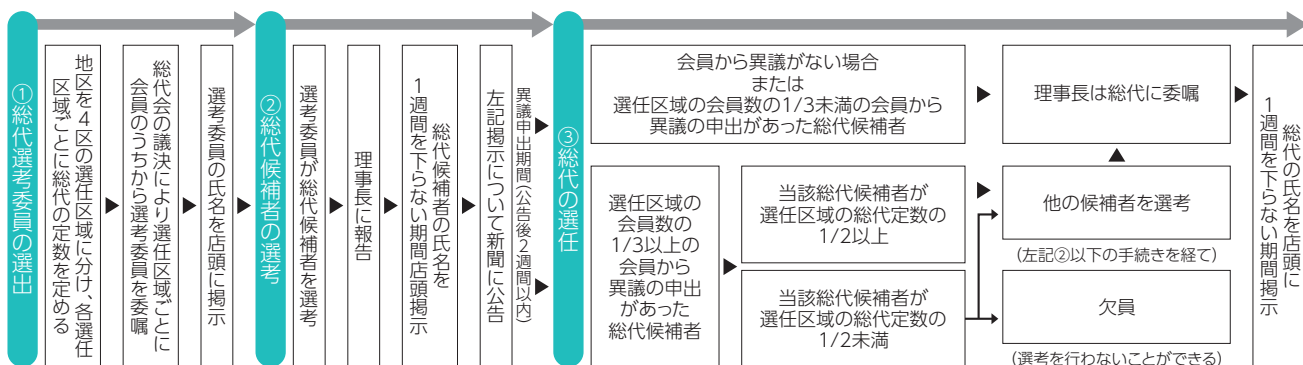 ①総代選考委員の選出
地区を4区の選任区域に分け、各選任
区域ごとに総代の定数を定める
総代会の議決により選任区域ごとに
会員のうちから選考委員を委嘱
選考委員の氏名を店頭に掲示
②総代候補者の選考
選考委員が総代候補者を選考
理事長に報告
総代候補者の氏名を
1週間を下らない期間店頭掲示
左記掲示について新聞に公告
異議申出期間(公告後2週間以内)
③総代の選任
会員から異議がない場合
または
選任区域の会員数の1/3未満の会員から
異議の申出があった総代候補者
理事長は総代に委嘱
選任区域の
会員数の
1/3以上の
会員から
異議の申出
があった
総代候補者
当該総代候補者が
選任区域の総代定数の
1/2以上
他の候補者を選考
(左記②以下の手続きを経て)
当該総代候補者が
選任区域の総代定数の
1/2未満
欠員
(選考を行わないことができる)
総代の氏名を店頭に
1週間を下らない期間掲示